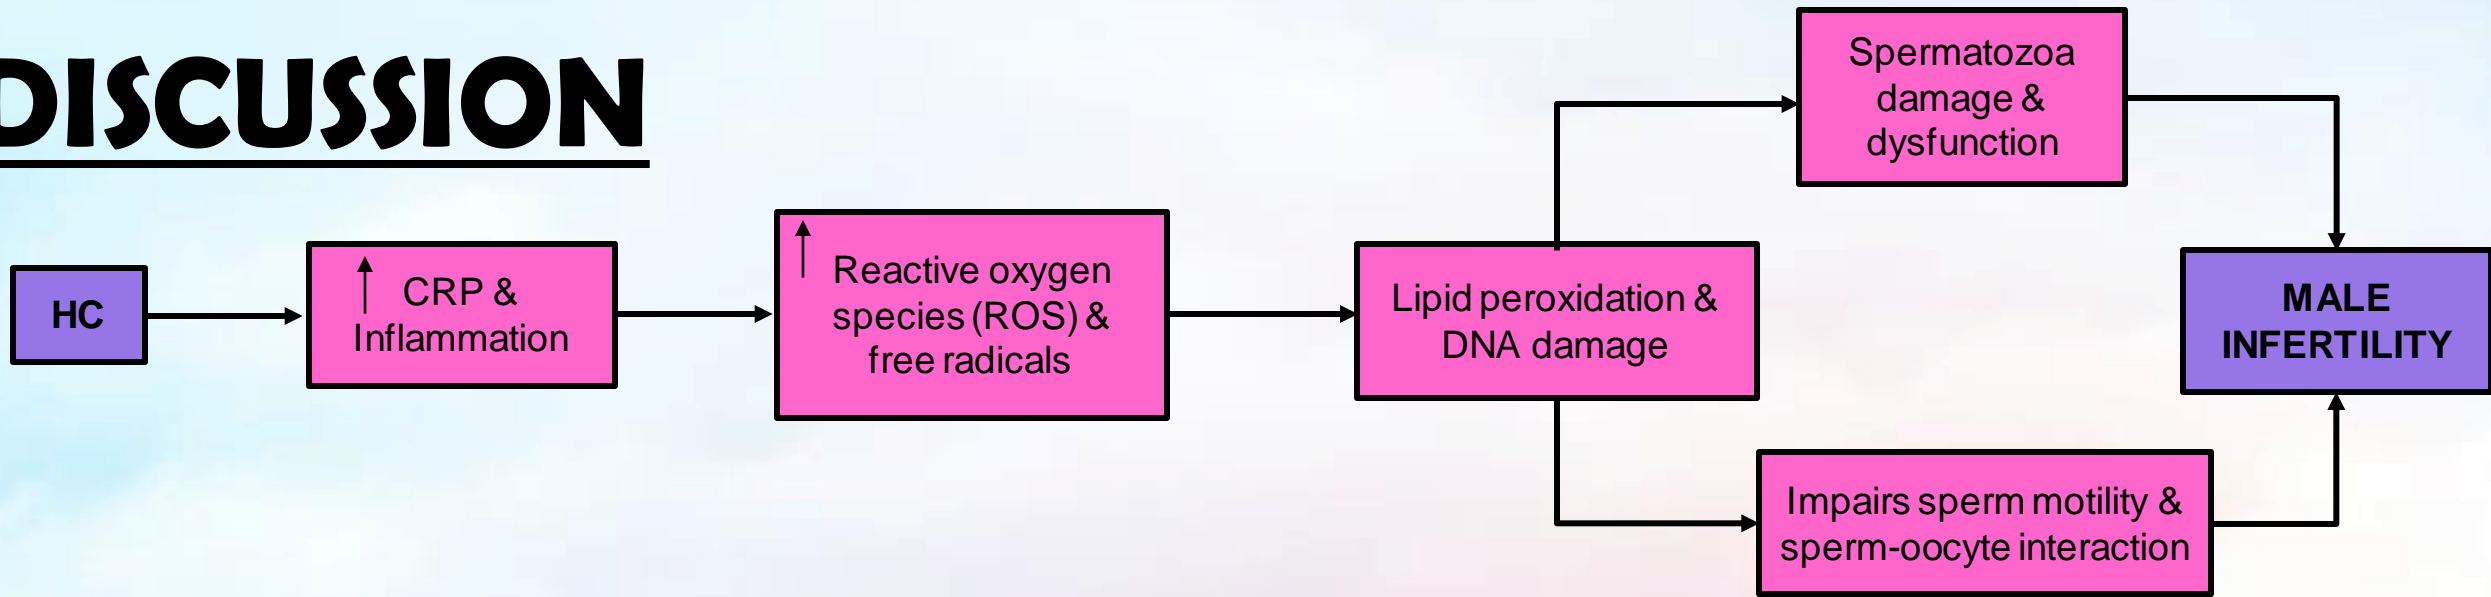 DISCUSSION
HC
↑ CRP &
Inflammation
↑ Reactive oxygen
species (ROS) &
free radicals
Lipid peroxidation &
DNA damage
Spermatozoa
damage &
dysfunction
Impairs sperm motility &
sperm-oocyte interaction
MALE
INFERTILITY